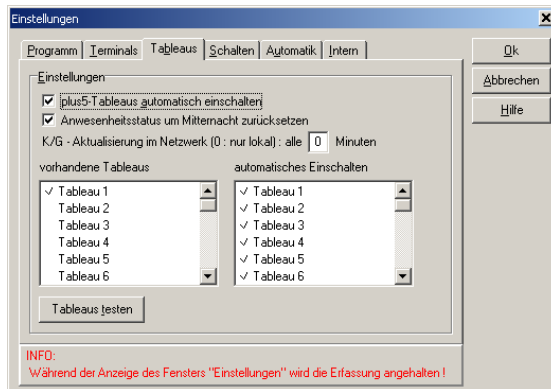 Einstellungen
Programm Terminals Tableaus Schalten Automatik Intern
Ok
Abbrechen
Hilfe
Einstellungen
plus5-Tableaus automatisch einschalten
Anwesenheitsstatus um Mitternacht zurücksetzen
K/G - Aktualisierung im Netzwerk (0 : nur lokal) : alle 0 Minuten
vorhandene Tableaus
Tableau 1
Tableau 2
Tableau 3
Tableau 4
Tableau 5
Tableau 6
automatisches Einschalten
Tableau 1
Tableau 2
Tableau 3
Tableau 4
Tableau 5
Tableau 6
Tableaus testen
INFO:
Während der Anzeige des Fensters "Einstellungen" wird die Erfassung angehalten !